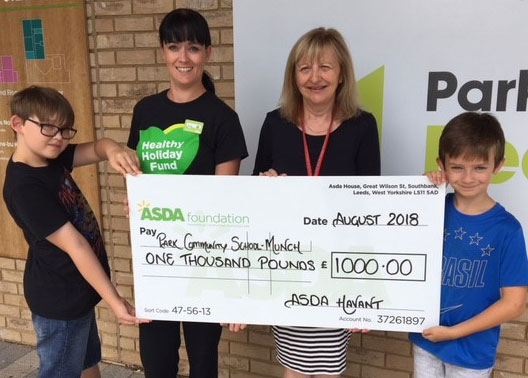 Park
Healthy
Holiday
Fund
Asda House, Great Wilson St, Southbank,
Leeds, West Yorkshire LS11 5AD
ASDA foundation
Date AUGUST 2018
Pay
PARK COMMUNITY SCHOOL-MUNCH
ONE THOUSAND POUNDS £ 1000.00
ASDA HAVANT
Sort Code 47-56-13
Account No. 37261897